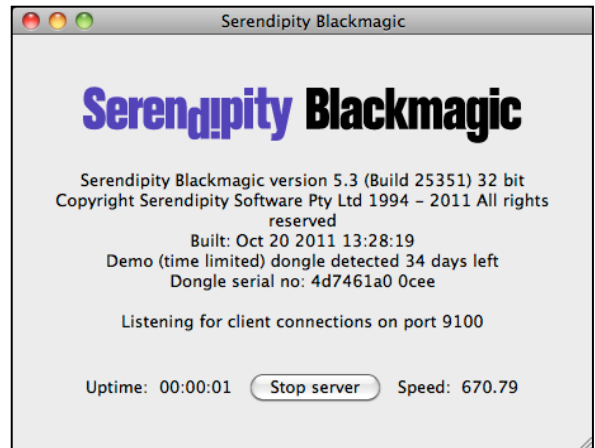 Serendipity Blackmagic
Serendipity Blackmagic
Serendipity Blackmagic version 5.3 (Build 25351) 32 bit
Copyright Serendipity Software Pty Ltd 1994 – 2011 All rights
reserved
Built: Oct 20 2011 13:28:19
Demo (time limited) dongle detected 34 days left
Dongle serial no: 4d7461a0 0cee
Listening for client connections on port 9100
Uptime: 00:00:01 Stop server Speed: 670.79